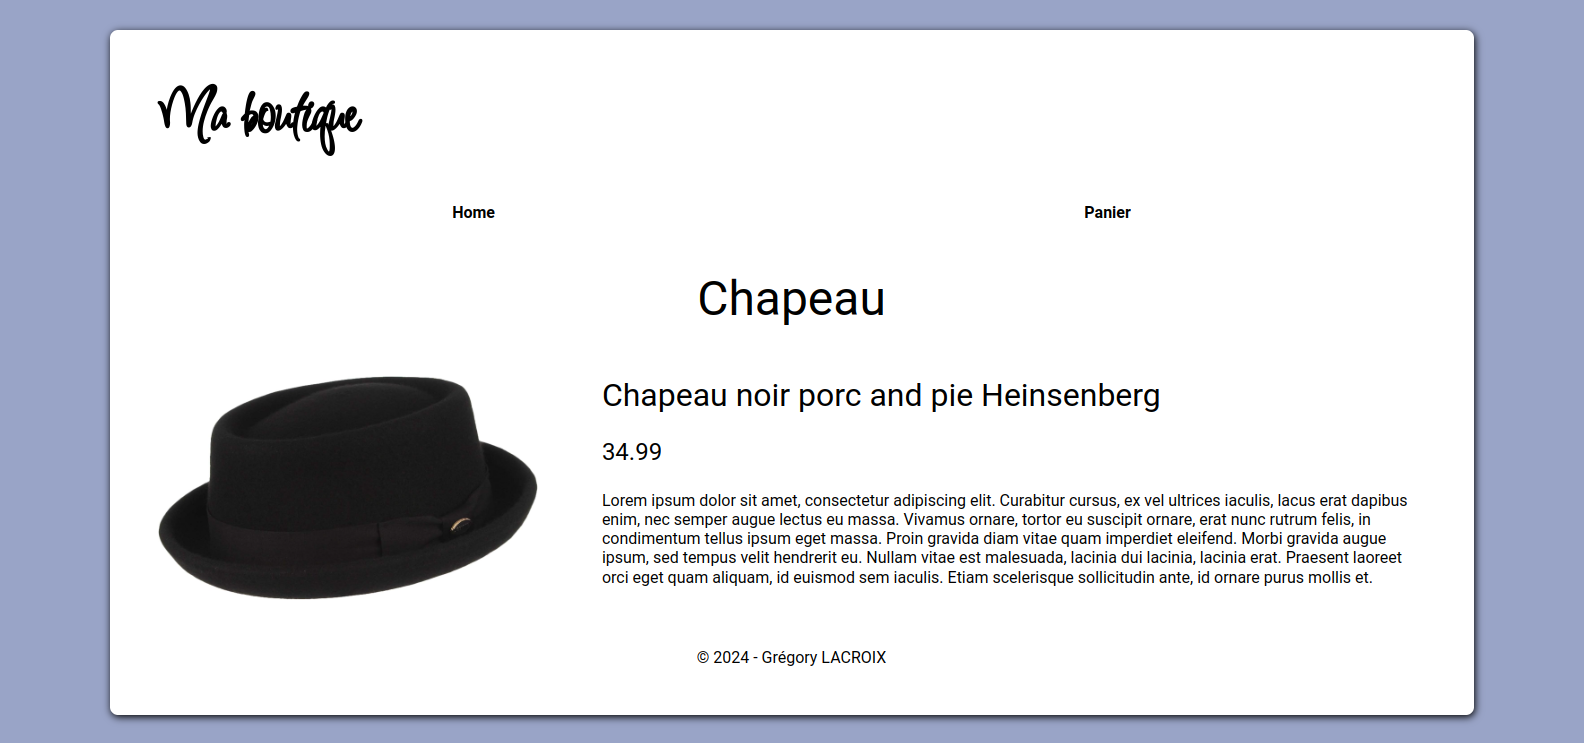 Ma boutique
Home
Panier
Chapeau
Chapeau noir porc and pie Heinsenberg
34.99
Lorem ipsum dolor sit amet, consectetur adipiscing elit. Curabitur cursus, ex vel ultrices iaculis, lacus erat dapibus
enim, nec semper augue lectus eu massa. Vivamus ornare, tortor eu suscipit ornare, erat nunc rutrum felis, in
condimentum tellus ipsum eget massa. Proin gravida diam vitae quam imperdiet eleifend. Morbi gravida augue
ipsum, sed tempus velit hendrerit eu. Nullam vitae est malesuada, lacinia dui lacinia, lacinia erat. Praesent laoreet
orci eget quam aliquam, id euismod sem iaculis. Etiam scelerisque sollicitudin ante, id ornare purus mollis et.
© 2024 - Grégory LACROIX